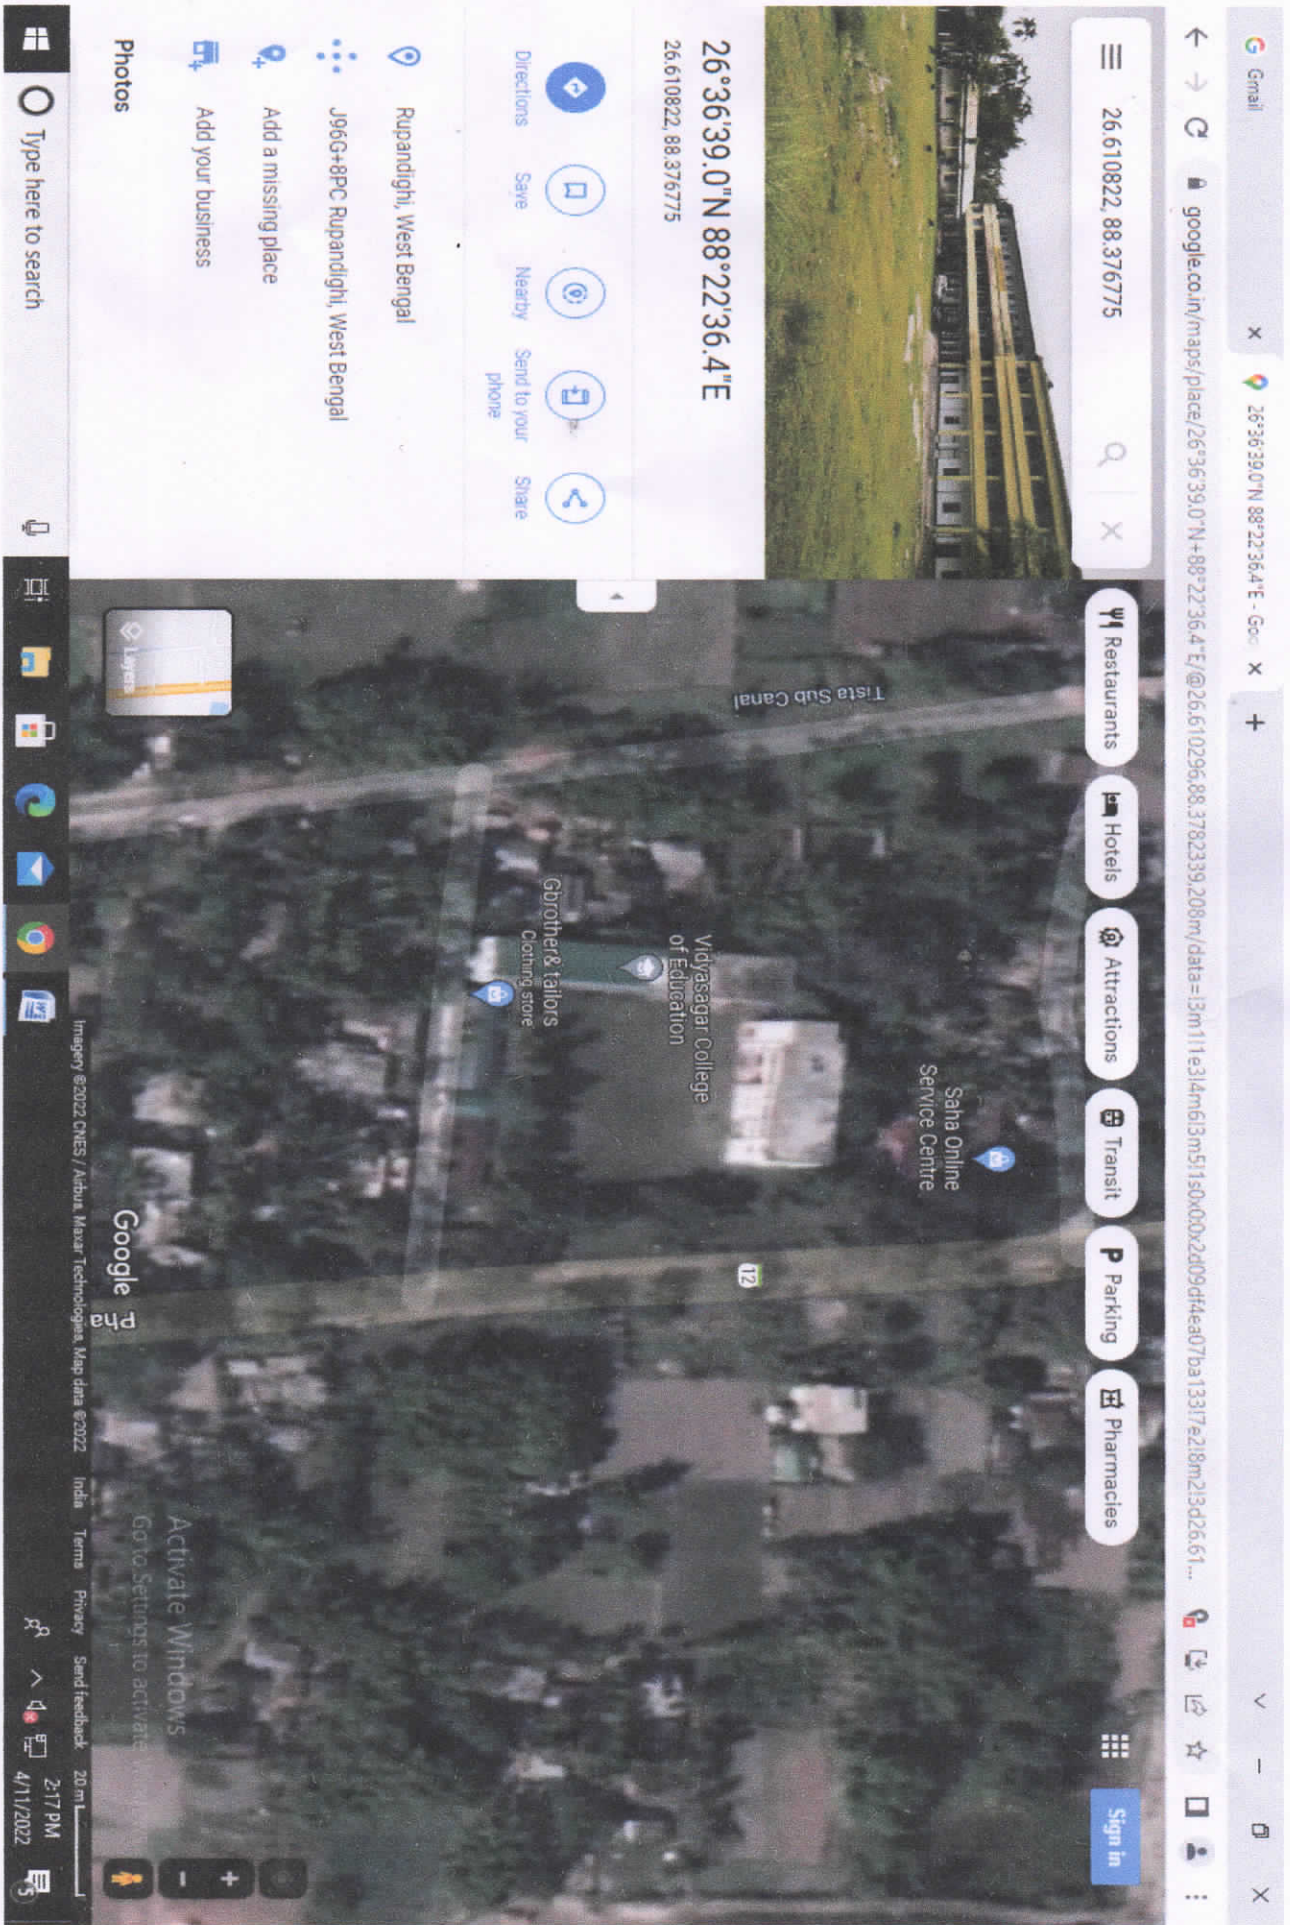 Gmail
26°36'39.0"N 88°22'36.4"E - Goo
google.co.in/maps/place/26°36'39.0"N+88°22'36.4"E/@26.610296,88.3782339,208m/data=!3m1!1e3!4m6!3m5!1s0x0:0x2d09df4ea07ba133!7e2!8m2!3d26.61...
26.610822, 88.376775
Restaurants
Hotels
Attractions
Transit
Parking
Pharmacies
Sign in
26°36'39.0"N 88°22'36.4"E
26.610822, 88.376775
Directions
Save
Nearby
Send to your
phone
Share
Rupandighi, West Bengal
J96G+8PC Rupandighi, West Bengal
Add a missing place
Add your business
Photos
Tista Sub Canal
Saha Online
Service Centre
12
Vidyasagar College
of Education
Gbrother& tailors
Clothing store
Layers
Google
Pha
Activate Windows
Go to Settings to activate
Imagery ©2022 CNES / Airbus, Maxar Technologies, Map data ©2022
India
Terms
Privacy
Send feedback
20 m
Type here to search
2:17 PM
4/11/2022
5